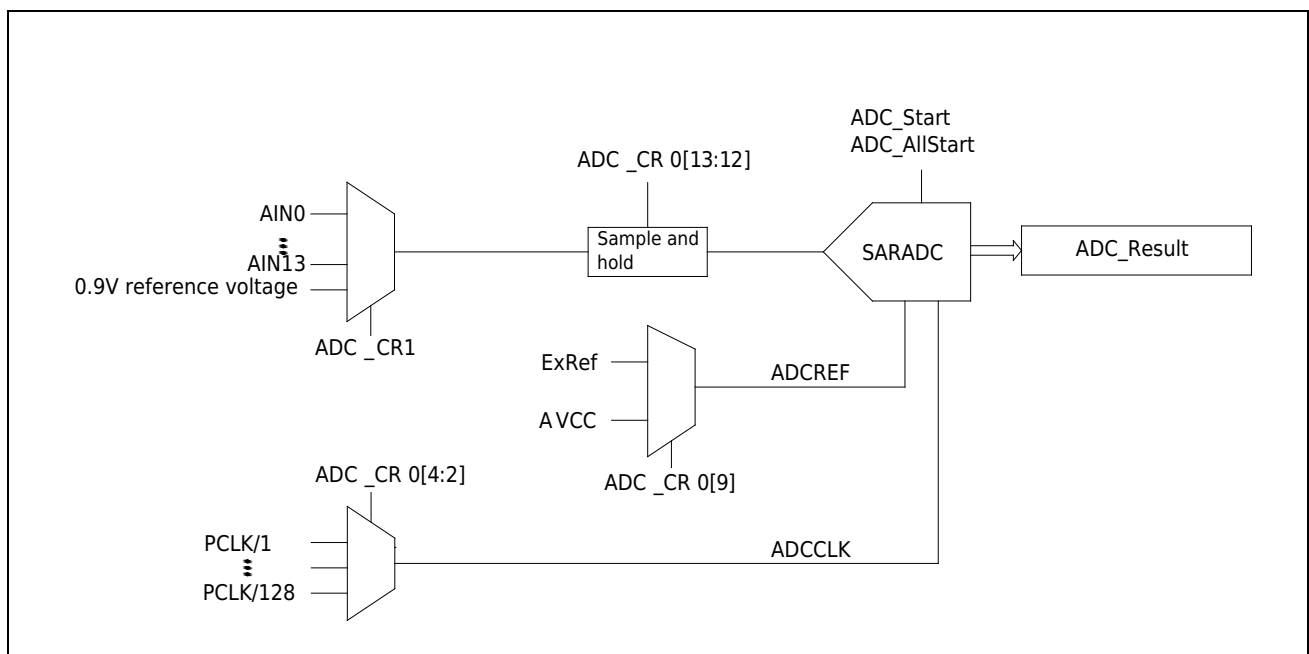 ADC_Start
ADC_AllStart
ADC _CR 0[13:12]
AIN0
Sample and
hold
SARADC
ADC_Result
AIN13
0.9V reference voltage
ADC _CR1
ExRef
ADCREF
AVCC
ADC _CR 0[9]
ADC _CR 0[4:2]
PCLK/1
ADCCLK
PCLK/128